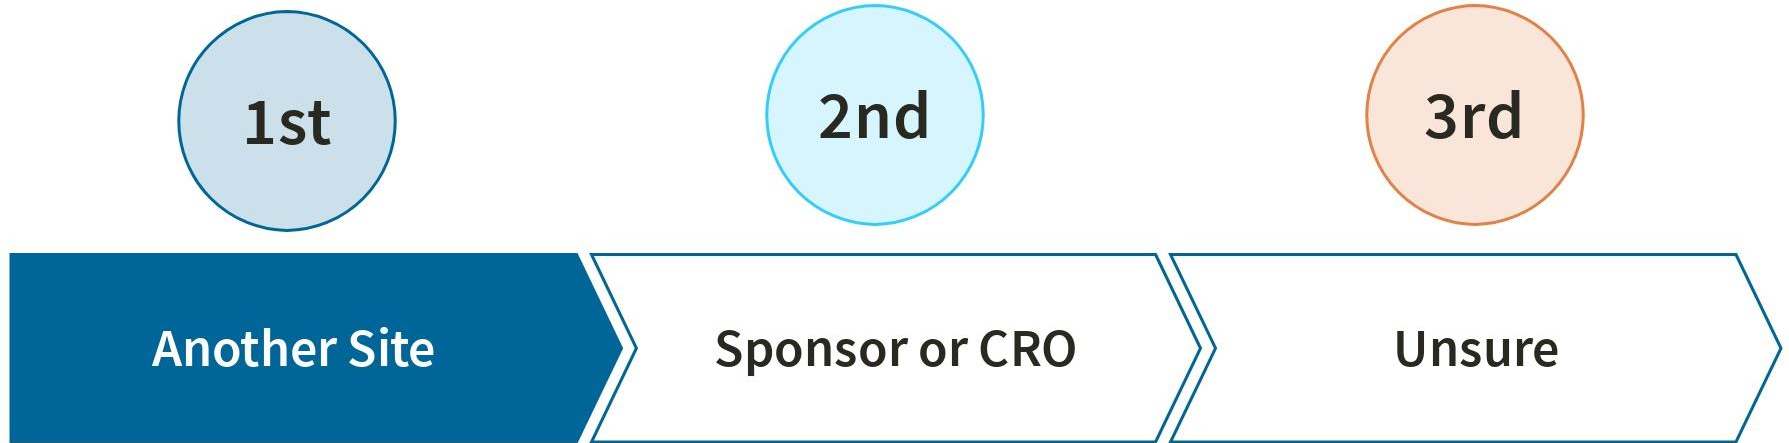 1st
2nd
3rd
Another Site
Sponsor or CRO
Unsure